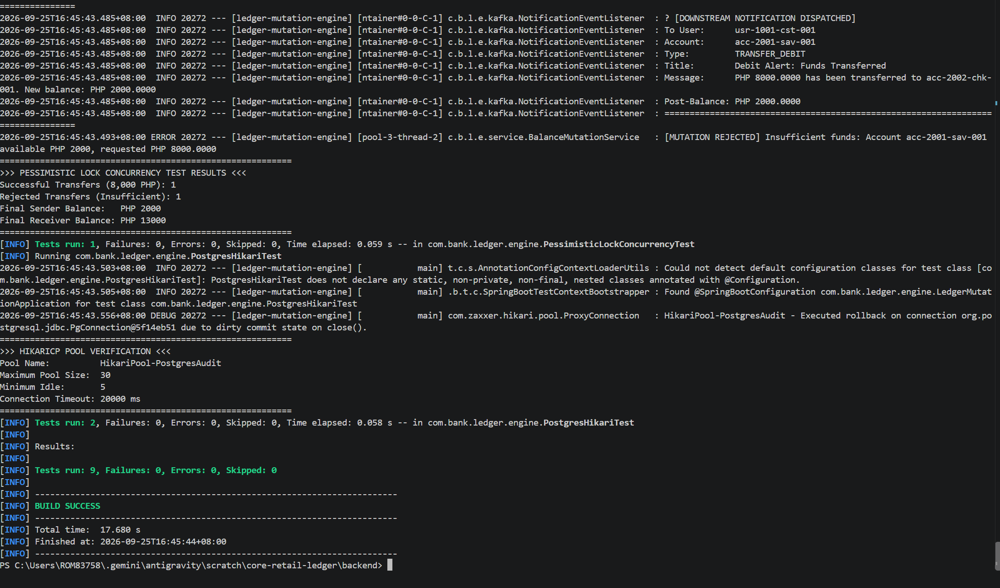 ===============
2026-09-25T16:45:43.485+08:00  INFO 20272 --- [ledger-mutation-engine] [ntainer#0-0-C-1] c.b.l.e.kafka.NotificationEventListener  : ? [DOWNSTREAM NOTIFICATION DISPATCHED]
2026-09-25T16:45:43.485+08:00  INFO 20272 --- [ledger-mutation-engine] [ntainer#0-0-C-1] c.b.l.e.kafka.NotificationEventListener  : To User:      usr-1001-cst-001
2026-09-25T16:45:43.485+08:00  INFO 20272 --- [ledger-mutation-engine] [ntainer#0-0-C-1] c.b.l.e.kafka.NotificationEventListener  : Account:      acc-2001-sav-001
2026-09-25T16:45:43.485+08:00  INFO 20272 --- [ledger-mutation-engine] [ntainer#0-0-C-1] c.b.l.e.kafka.NotificationEventListener  : Type:         TRANSFER_DEBIT
2026-09-25T16:45:43.485+08:00  INFO 20272 --- [ledger-mutation-engine] [ntainer#0-0-C-1] c.b.l.e.kafka.NotificationEventListener  : Title:        Debit Alert: Funds Transferred
2026-09-25T16:45:43.485+08:00  INFO 20272 --- [ledger-mutation-engine] [ntainer#0-0-C-1] c.b.l.e.kafka.NotificationEventListener  : Message:      PHP 8000.0000 has been transferred to acc-2002-chk-
001. New balance: PHP 2000.0000
2026-09-25T16:45:43.485+08:00  INFO 20272 --- [ledger-mutation-engine] [ntainer#0-0-C-1] c.b.l.e.kafka.NotificationEventListener  : Post-Balance: PHP 2000.0000
2026-09-25T16:45:43.485+08:00  INFO 20272 --- [ledger-mutation-engine] [ntainer#0-0-C-1] c.b.l.e.kafka.NotificationEventListener  : =================================================================
===============
2026-09-25T16:45:43.493+08:00 ERROR 20272 --- [ledger-mutation-engine] [pool-3-thread-2] c.b.l.e.service.BalanceMutationService   : [MUTATION REJECTED] Insufficient funds: Account acc-2001-sav-001
available PHP 2000, requested PHP 8000.0000
==========================================================
>>> PESSIMISTIC LOCK CONCURRENCY TEST RESULTS <<<
Successful Transfers (8,000 PHP): 1
Rejected Transfers (Insufficient): 1
Final Sender Balance:   PHP 2000
Final Receiver Balance: PHP 13000
==========================================================
[INFO] Tests run: 1, Failures: 0, Errors: 0, Skipped: 0, Time elapsed: 0.059 s -- in com.bank.ledger.engine.PessimisticLockConcurrencyTest
[INFO] Running com.bank.ledger.engine.PostgresHikariTest
2026-09-25T16:45:43.503+08:00  INFO 20272 --- [ledger-mutation-engine] [           main] t.c.s.AnnotationConfigContextLoaderUtils : Could not detect default configuration classes for test class [co
m.bank.ledger.engine.PostgresHikariTest]: PostgresHikariTest does not declare any static, non-private, non-final, nested classes annotated with @Configuration.
2026-09-25T16:45:43.505+08:00  INFO 20272 --- [ledger-mutation-engine] [           main] .b.t.c.SpringBootTestContextBootstrapper : Found @SpringBootConfiguration com.bank.ledger.engine.LedgerMutat
ionApplication for test class com.bank.ledger.engine.PostgresHikariTest
2026-09-25T16:45:43.556+08:00 DEBUG 20272 --- [ledger-mutation-engine] [           main] com.zaxxer.hikari.pool.ProxyConnection   : HikariPool-PostgresAudit - Executed rollback on connection org.po
stgresql.jdbc.PgConnection@5f14eb51 due to dirty commit state on close().
==========================================================
>>> HIKARICP POOL VERIFICATION <<<
Pool Name:          HikariPool-PostgresAudit
Maximum Pool Size:  30
Minimum Idle:       5
Connection Timeout: 20000 ms
==========================================================
[INFO] Tests run: 2, Failures: 0, Errors: 0, Skipped: 0, Time elapsed: 0.058 s -- in com.bank.ledger.engine.PostgresHikariTest
[INFO]
[INFO] Results:
[INFO]
[INFO] Tests run: 9, Failures: 0, Errors: 0, Skipped: 0
[INFO]
[INFO] ------------------------------------------------------------------------
[INFO] BUILD SUCCESS
[INFO] ------------------------------------------------------------------------
[INFO] Total time:  17.680 s
[INFO] Finished at: 2026-09-25T16:45:44+08:00
[INFO] ------------------------------------------------------------------------
PS C:\Users\ROM83758\.gemini\antigravity\scratch\core-retail-ledger\backend>